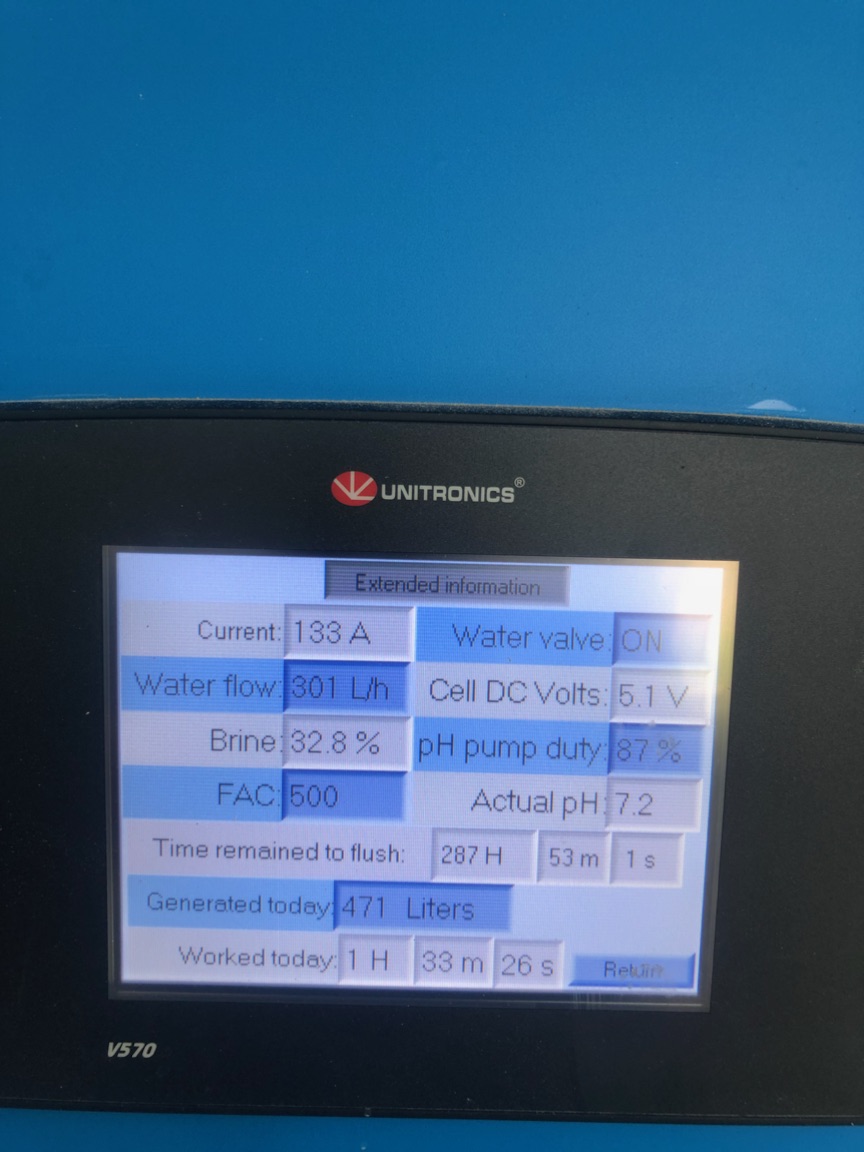 UNITRONICS®
Extended information
Current: 133 A Water valve: ON
Water flow: 301 L/h Cell DC Volts: 5.1 V
Brine: 32.8 % pH pump duty: 87 %
FAC: 500 Actual pH: 7.2
Time remained to flush: 287 H 53 m 1 s
Generated today: 471 Liters
Worked today: 1 H 33 m 26 s Return
V570